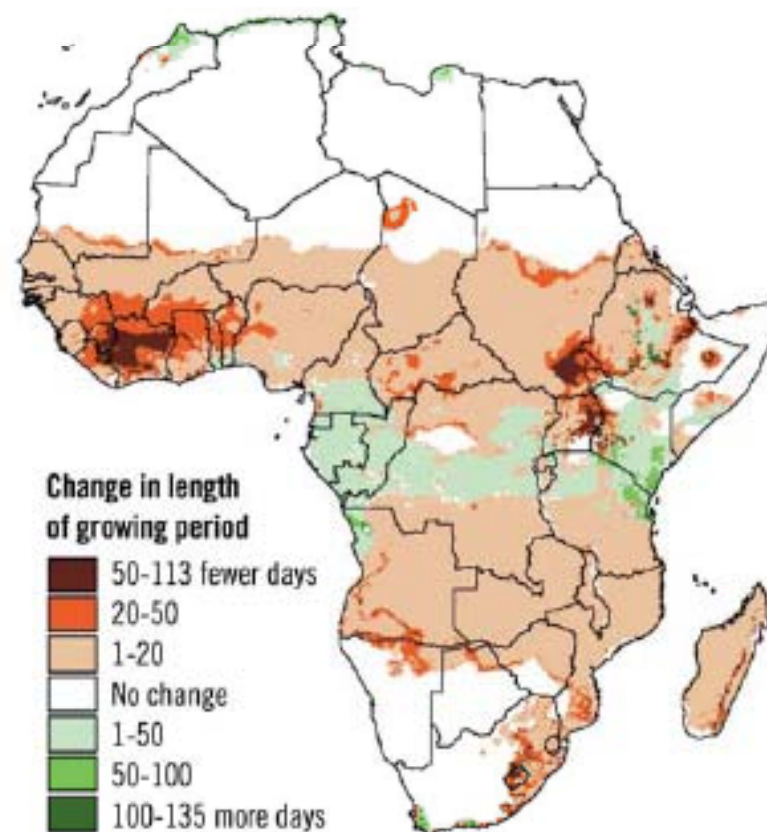 Change in length
of growing period
50-113 fewer days
20-50
1-20
No change
1-50
50-100
100-135 more days